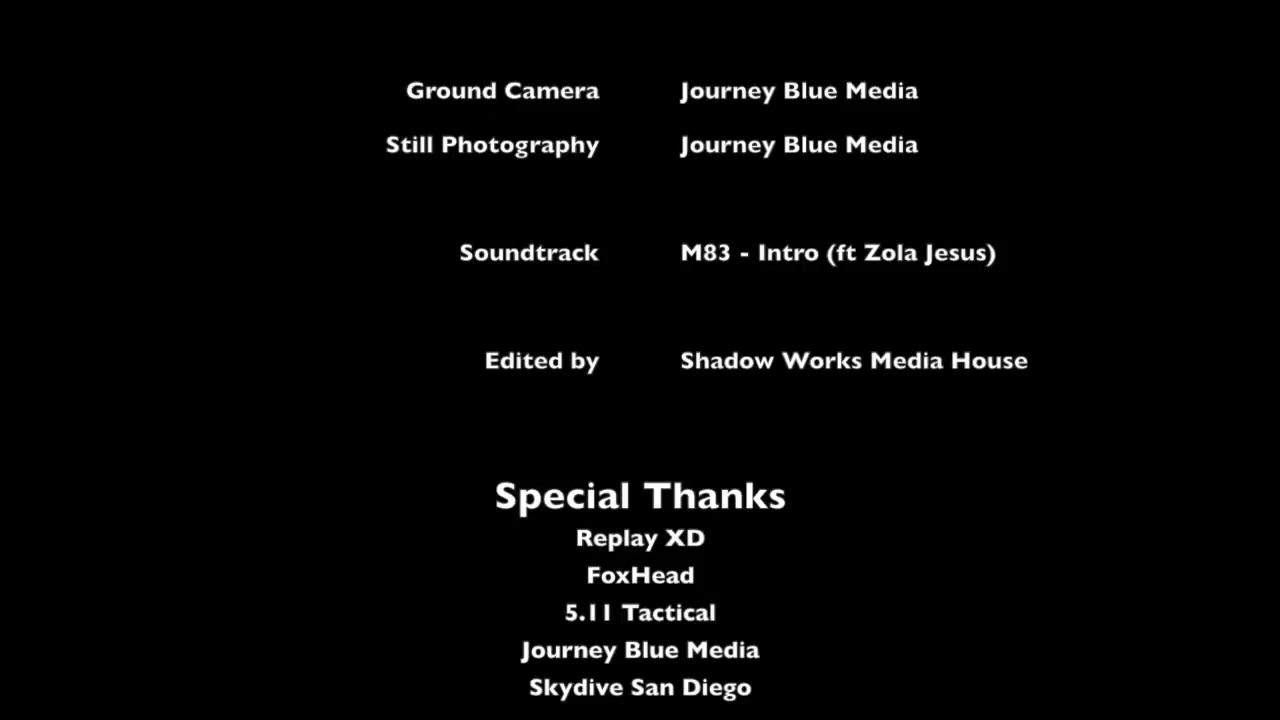 Ground Camera Journey Blue Media
Still Photography Journey Blue Media
Soundtrack M83 - Intro (ft Zola Jesus)
Edited by Shadow Works Media House
Special Thanks
Replay XD
FoxHead
5.11 Tactical
Journey Blue Media
Skydive San Diego